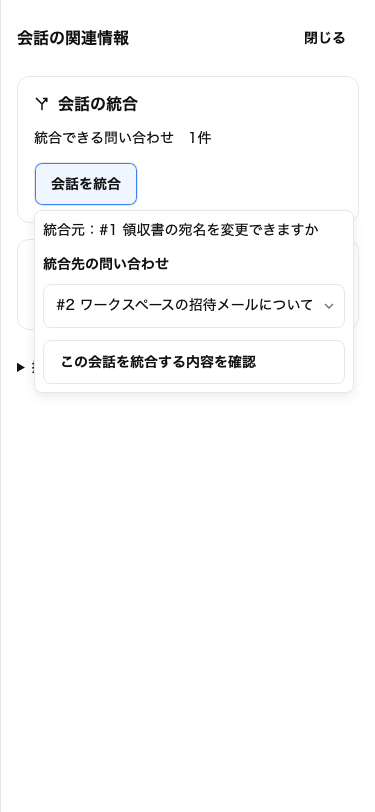 会話の関連情報
閉じる
会話の統合
統合できる問い合わせ 1件
会話を統合
統合元：#1 領収書の宛名を変更できますか
統合先の問い合わせ
#2 ワークスペースの招待メールについて
この会話を統合する内容を確認